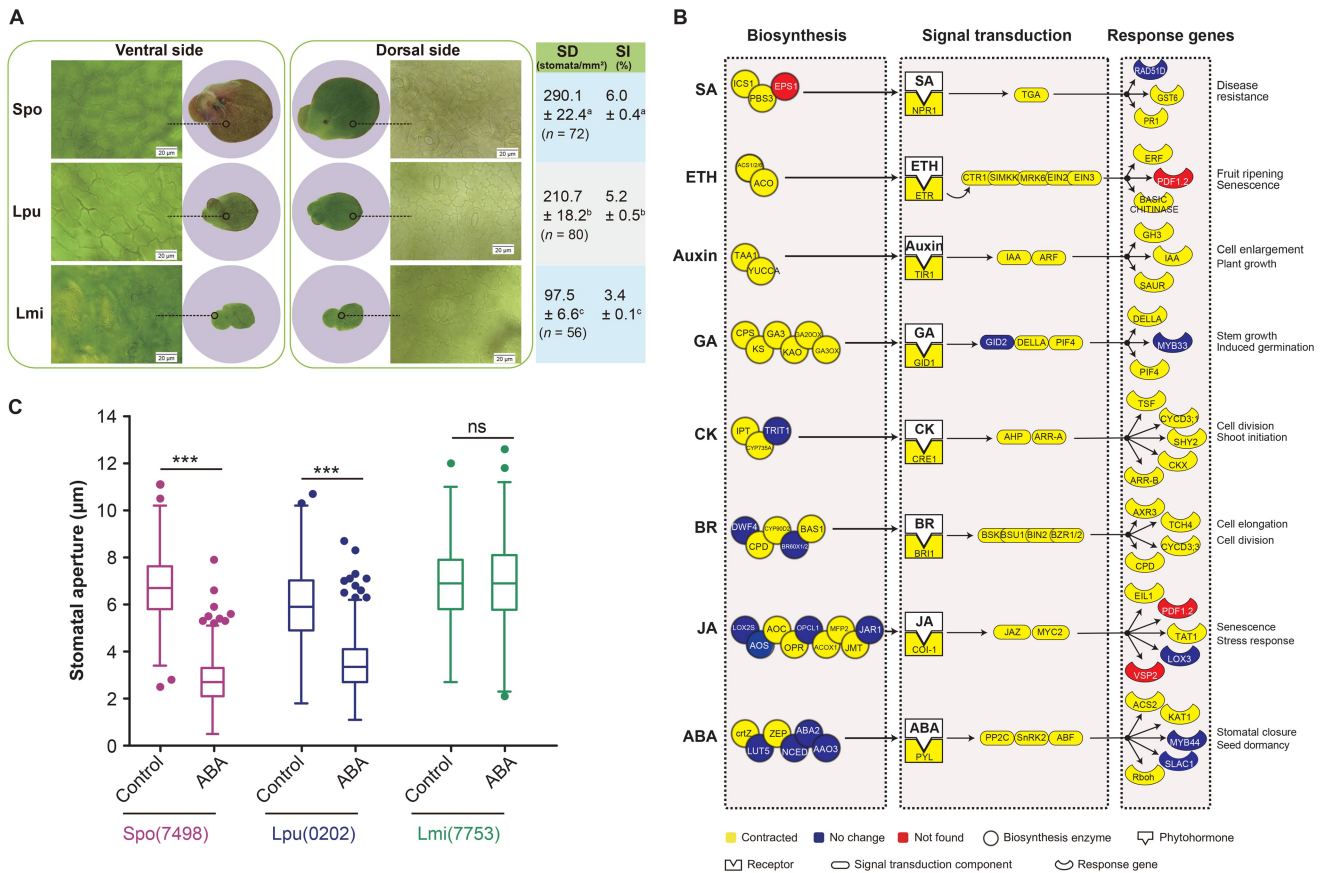 A
Ventral side
Dorsal side
SD
(stomata/mm²)
SI
(%)
Spo
20 µm
20 µm
290.1
± 22.4ᵃ
(n = 72)
6.0
± 0.4ᵃ
Lpu
20 µm
20 µm
210.7
± 18.2ᵇ
(n = 80)
5.2
± 0.5ᵇ
Lmi
20 µm
20 µm
97.5
± 6.6ᶜ
(n = 56)
3.4
± 0.1ᶜ
B
Biosynthesis
Signal transduction
Response genes
SA
ICS1
PBS3
EPS1
SA
NPR1
TGA
RAD51D
GST6
PR1
Disease
resistance
ETH
ACS1/2/6
ACO
ETH
ETR
CTR1 SIMKK MRK6 EIN2 EIN3
ERF
PDF1.2
BASIC
CHITINASE
Fruit ripening
Senescence
Auxin
TAA1
YUCCA
Auxin
TIR1
IAA ARF
GH3
IAA
SAUR
Cell enlargement
Plant growth
GA
CPS GA3 GA20OX
KS KAO GA3OX
GA
GID1
GID2 DELLA PIF4
DELLA
MYB33
PIF4
Stem growth
Induced germination
CK
IPT TRIT1
CYP735A
CK
CRE1
AHP ARR-A
TSF
CYCD3;1
SHY2
CKX
ARR-B
Cell division
Shoot initiation
BR
DWF4 CYP90D2 BAS1
CPD BR60X1/2
BR
BRI1
BSK BSU1 BIN2 BZR1/2
AXR3
TCH4
CYCD3;3
CPD
Cell elongation
Cell division
JA
LOX2S AOC OPCL1 MFP2 JAR1
AOS OPR ACOX1 JMT
JA
COI-1
JAZ MYC2
EIL1
PDF1.2
TAT1
LOX3
VSP2
Senescence
Stress response
ABA
crtZ ZEP ABA2
LUT5 NCED AAO3
ABA
PYL
PP2C SnRK2 ABF
ACS2
KAT1
MYB44
SLAC1
Rboh
Stomatal closure
Seed dormancy
Contracted
No change
Not found
Biosynthesis enzyme
Phytohormone
Receptor
Signal transduction component
Response gene
C
Stomatal aperture (µm)
14
12
10
8
6
4
2
0
***
***
ns
Control
ABA
Control
ABA
Control
ABA
Spo(7498)
Lpu(0202)
Lmi(7753)